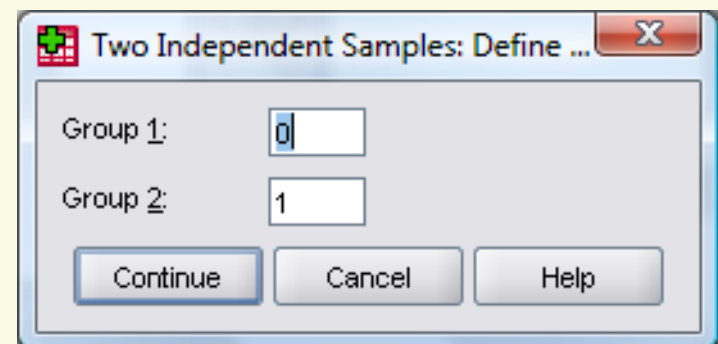 Two Independent Samples: Define ...
Group 1: 0
Group 2: 1
Continue Cancel Help